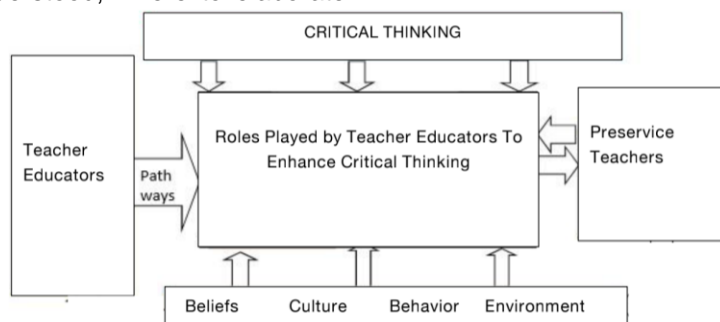 CRITICAL THINKING
Roles Played by Teacher Educators To
Enhance Critical Thinking
Teacher
Educators
Path
ways
Preservice
Teachers
Beliefs Culture Behavior Environment